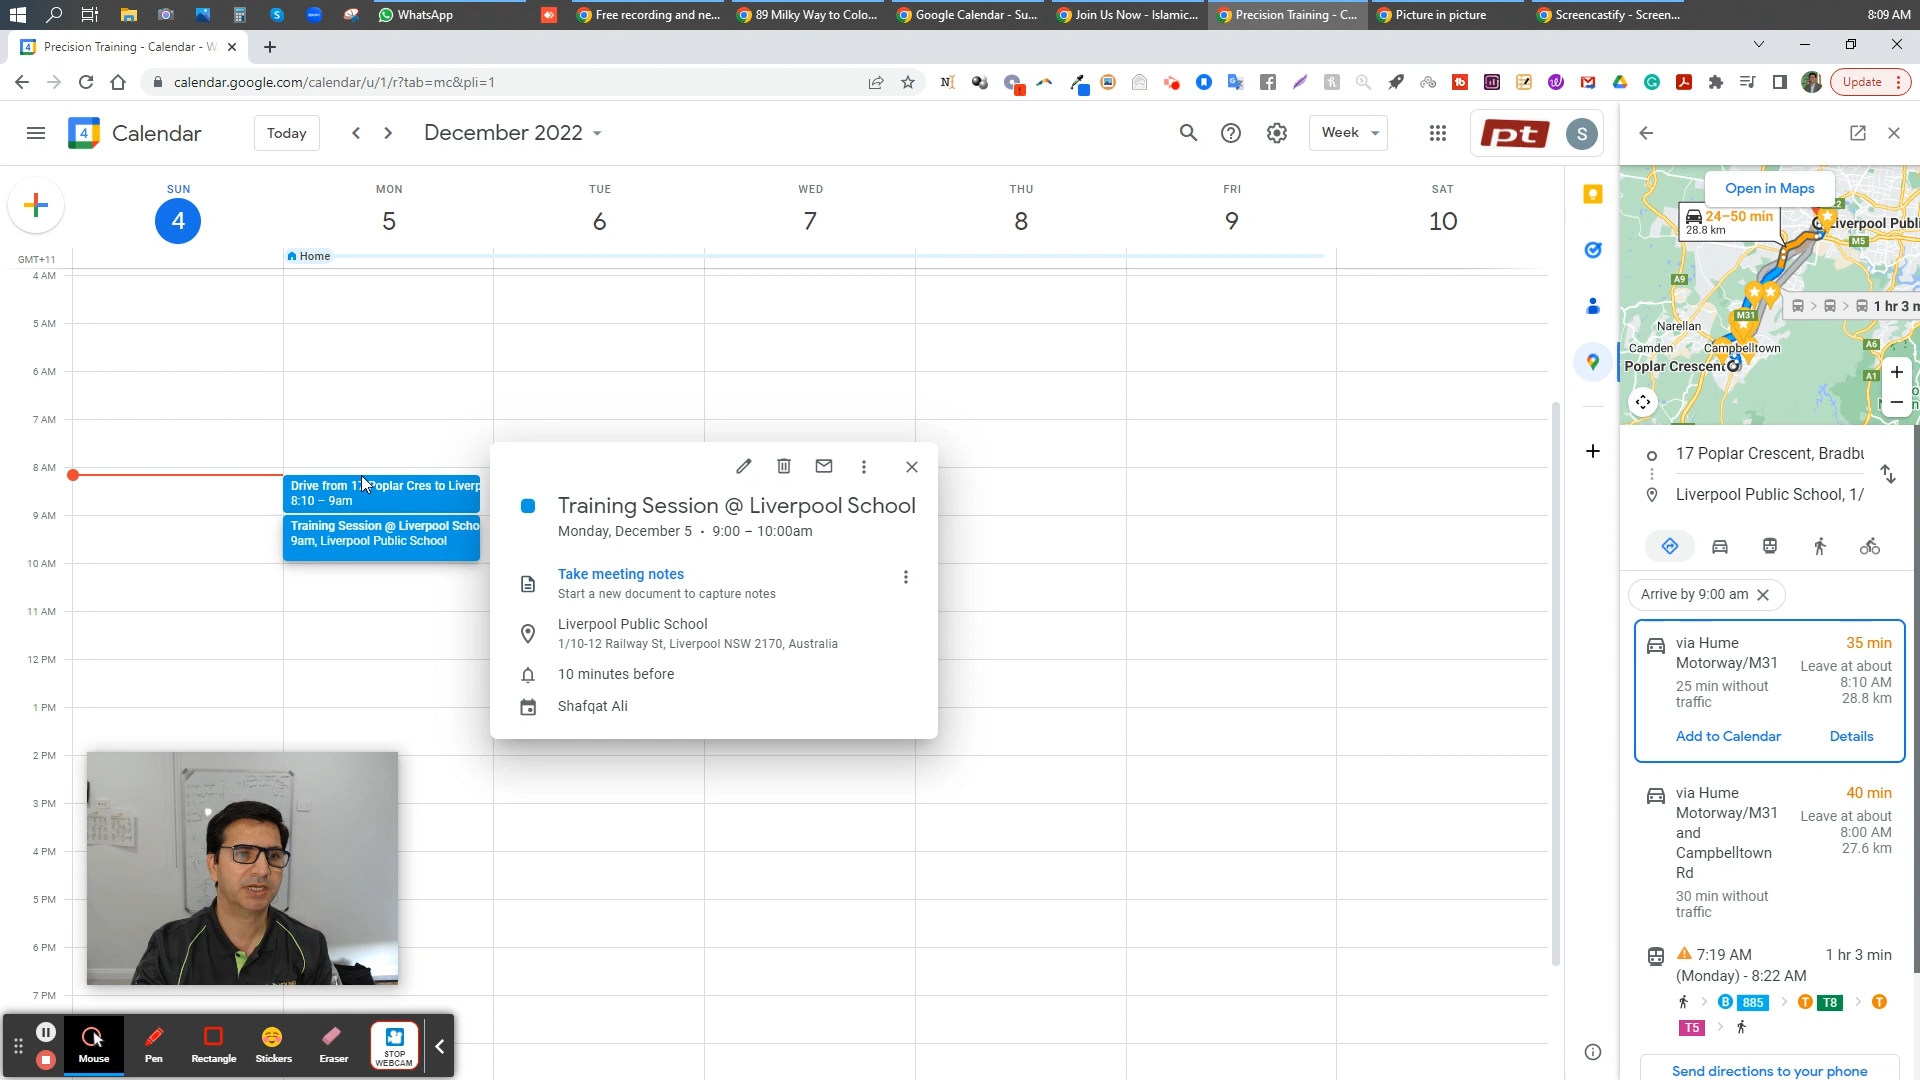 WhatsApp
Free recording and ne...
89 Milky Way to Colo...
Google Calendar - Su...
Join Us Now - Islamic...
Precision Training - C...
Picture in picture
Screencastify - Screen...
8:09 AM
Precision Training - Calendar - W
calendar.google.com/calendar/u/1/r?tab=mc&pli=1
Update
4
Calendar
Today
December 2022
Week
pt
S
SUN
4
MON
5
TUE
6
WED
7
THU
8
FRI
9
SAT
10
GMT+11
Home
4 AM
5 AM
6 AM
7 AM
8 AM
9 AM
10 AM
11 AM
12 PM
1 PM
2 PM
3 PM
4 PM
5 PM
6 PM
7 PM
Drive from 17 Poplar Cres to Liverp
8:10 – 9am
Training Session @ Liverpool Scho
9am, Liverpool Public School
Training Session @ Liverpool School
Monday, December 5 · 9:00 – 10:00am
Take meeting notes
Start a new document to capture notes
Liverpool Public School
1/10-12 Railway St, Liverpool NSW 2170, Australia
10 minutes before
Shafqat Ali
Open in Maps
24–50 min
28.8 km
Liverpool Publi
M5
A9
1 hr 3 m
M31
Narellan
Camden
Campbelltown
A6
Poplar Crescent
A1
17 Poplar Crescent, Bradbu
Liverpool Public School, 1/
Arrive by 9:00 am
via Hume Motorway/M31
35 min
25 min without traffic
Leave at about 8:10 AM
28.8 km
Add to Calendar
Details
via Hume Motorway/M31 and Campbelltown Rd
40 min
Leave at about 8:00 AM
27.6 km
30 min without traffic
7:19 AM (Monday) - 8:22 AM
1 hr 3 min
B 885
T T8
T
T5
Send directions to your phone
Mouse
Pen
Rectangle
Stickers
Eraser
STOP WEBCAM